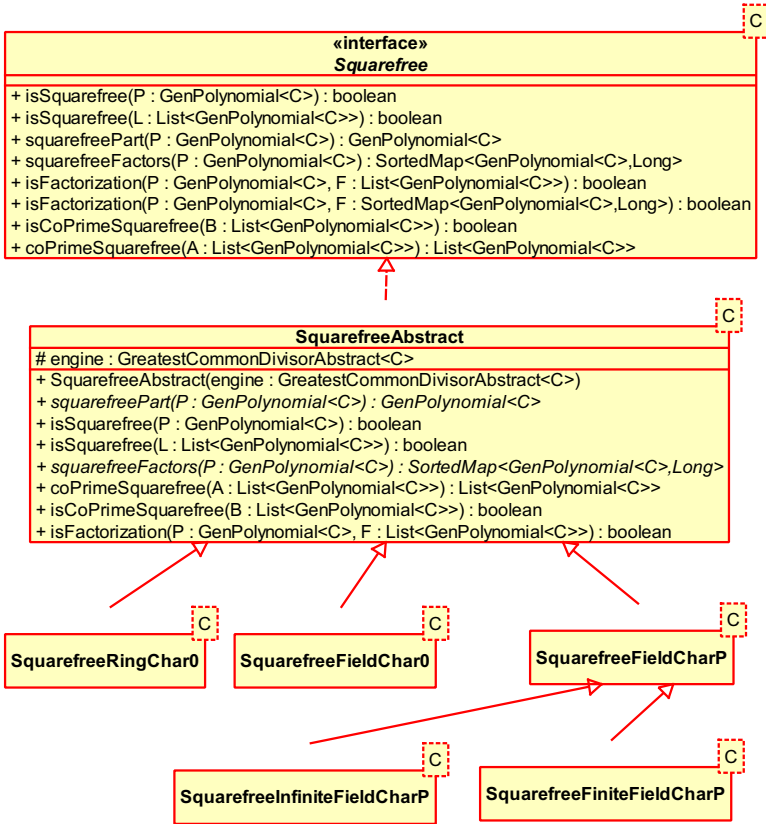 C
«interface»
Squarefree
+ isSquarefree(P : GenPolynomial<C>) : boolean
+ isSquarefree(L : List<GenPolynomial<C>>) : boolean
+ squarefreePart(P : GenPolynomial<C>) : GenPolynomial<C>
+ squarefreeFactors(P : GenPolynomial<C>) : SortedMap<GenPolynomial<C>,Long>
+ isFactorization(P : GenPolynomial<C>, F : List<GenPolynomial<C>>) : boolean
+ isFactorization(P : GenPolynomial<C>, F : SortedMap<GenPolynomial<C>,Long>) : boolean
+ isCoPrimeSquarefree(B : List<GenPolynomial<C>>) : boolean
+ coPrimeSquarefree(A : List<GenPolynomial<C>>) : List<GenPolynomial<C>>
C
SquarefreeAbstract
# engine : GreatestCommonDivisorAbstract<C>
+ SquarefreeAbstract(engine : GreatestCommonDivisorAbstract<C>)
+ squarefreePart(P : GenPolynomial<C>) : GenPolynomial<C>
+ isSquarefree(P : GenPolynomial<C>) : boolean
+ isSquarefree(L : List<GenPolynomial<C>>) : boolean
+ squarefreeFactors(P : GenPolynomial<C>) : SortedMap<GenPolynomial<C>,Long>
+ coPrimeSquarefree(A : List<GenPolynomial<C>>) : List<GenPolynomial<C>>
+ isCoPrimeSquarefree(B : List<GenPolynomial<C>>) : boolean
+ isFactorization(P : GenPolynomial<C>, F : List<GenPolynomial<C>>) : boolean
C
SquarefreeRingChar0
C
SquarefreeFieldChar0
C
SquarefreeFieldCharP
C
SquarefreeInfiniteFieldCharP
C
SquarefreeFiniteFieldCharP